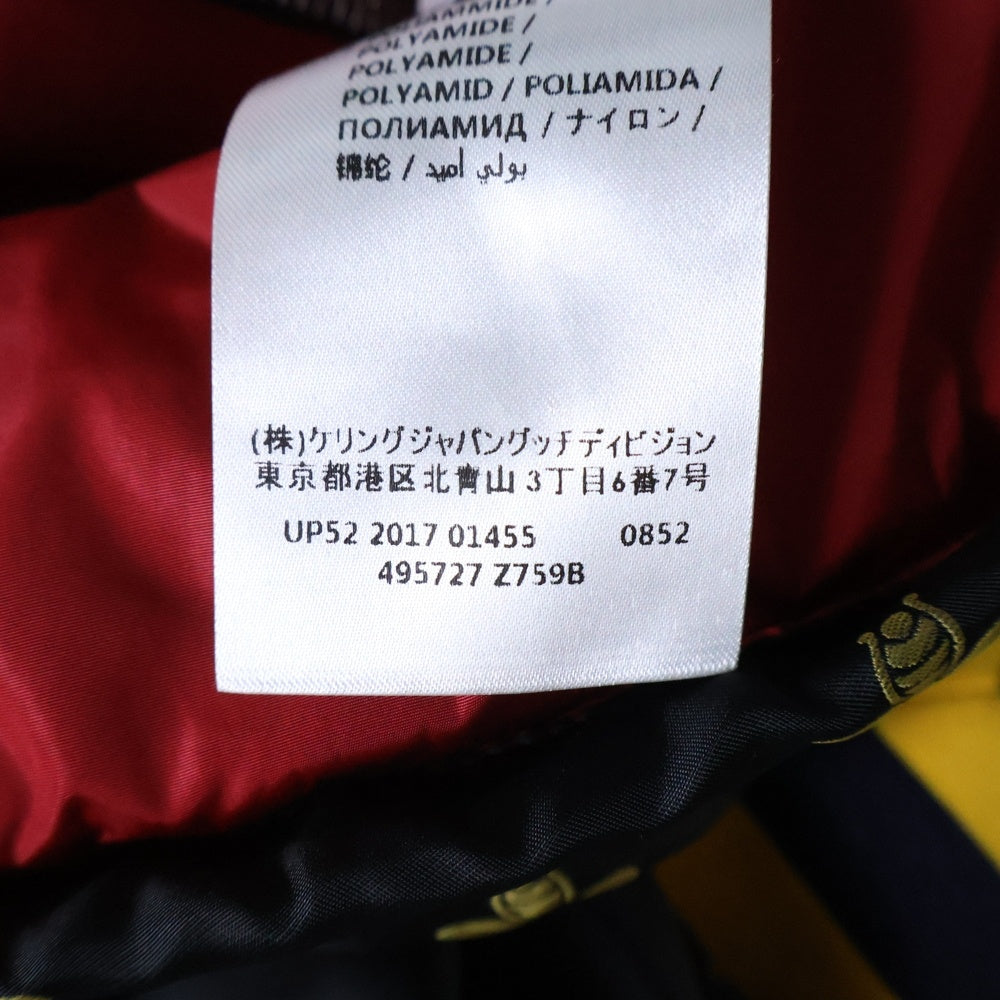 POLYAMIDE /
POLYAMIDE /
POLYAMID / POLIAMIDA /
ПОЛИАМИД / ナイロン /
锦纶 / بولي أميد
(株)ケリングジャパングッチディビジョン
東京都港区北青山3丁目6番7号
UP52 2017 01455 0852
495727 Z759B